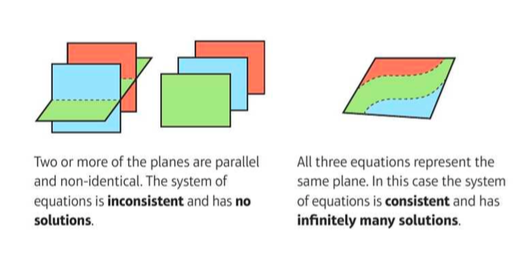 Two or more of the planes are parallel
and non-identical. The system of
equations is inconsistent and has no
solutions.
All three equations represent the
same plane. In this case the system
of equations is consistent and has
infinitely many solutions.